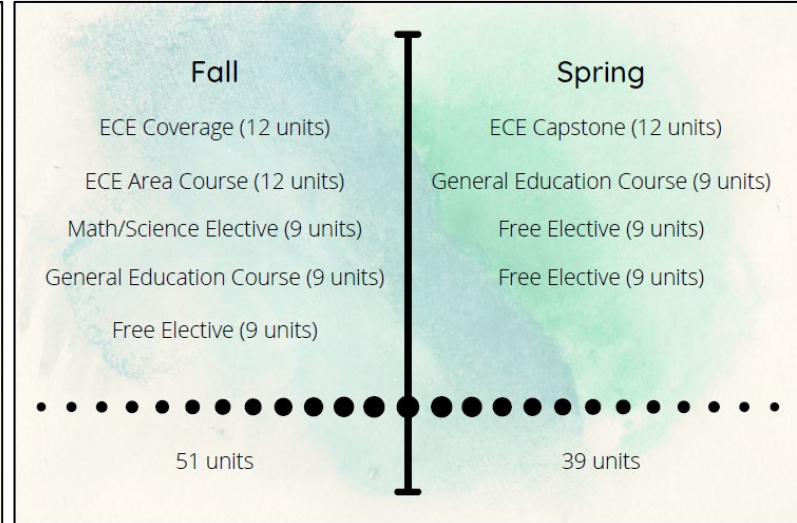 Fall
ECE Coverage (12 units)
ECE Area Course (12 units)
Math/Science Elective (9 units)
General Education Course (9 units)
Free Elective (9 units)
51 units
Spring
ECE Capstone (12 units)
General Education Course (9 units)
Free Elective (9 units)
Free Elective (9 units)
39 units